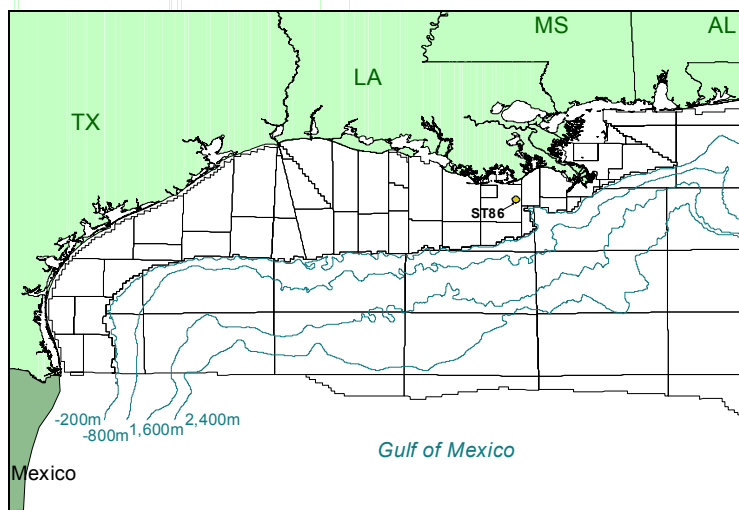 MS
AL
LA
TX
ST86
-200m
-800m
1,600m
2,400m
Gulf of Mexico
Mexico